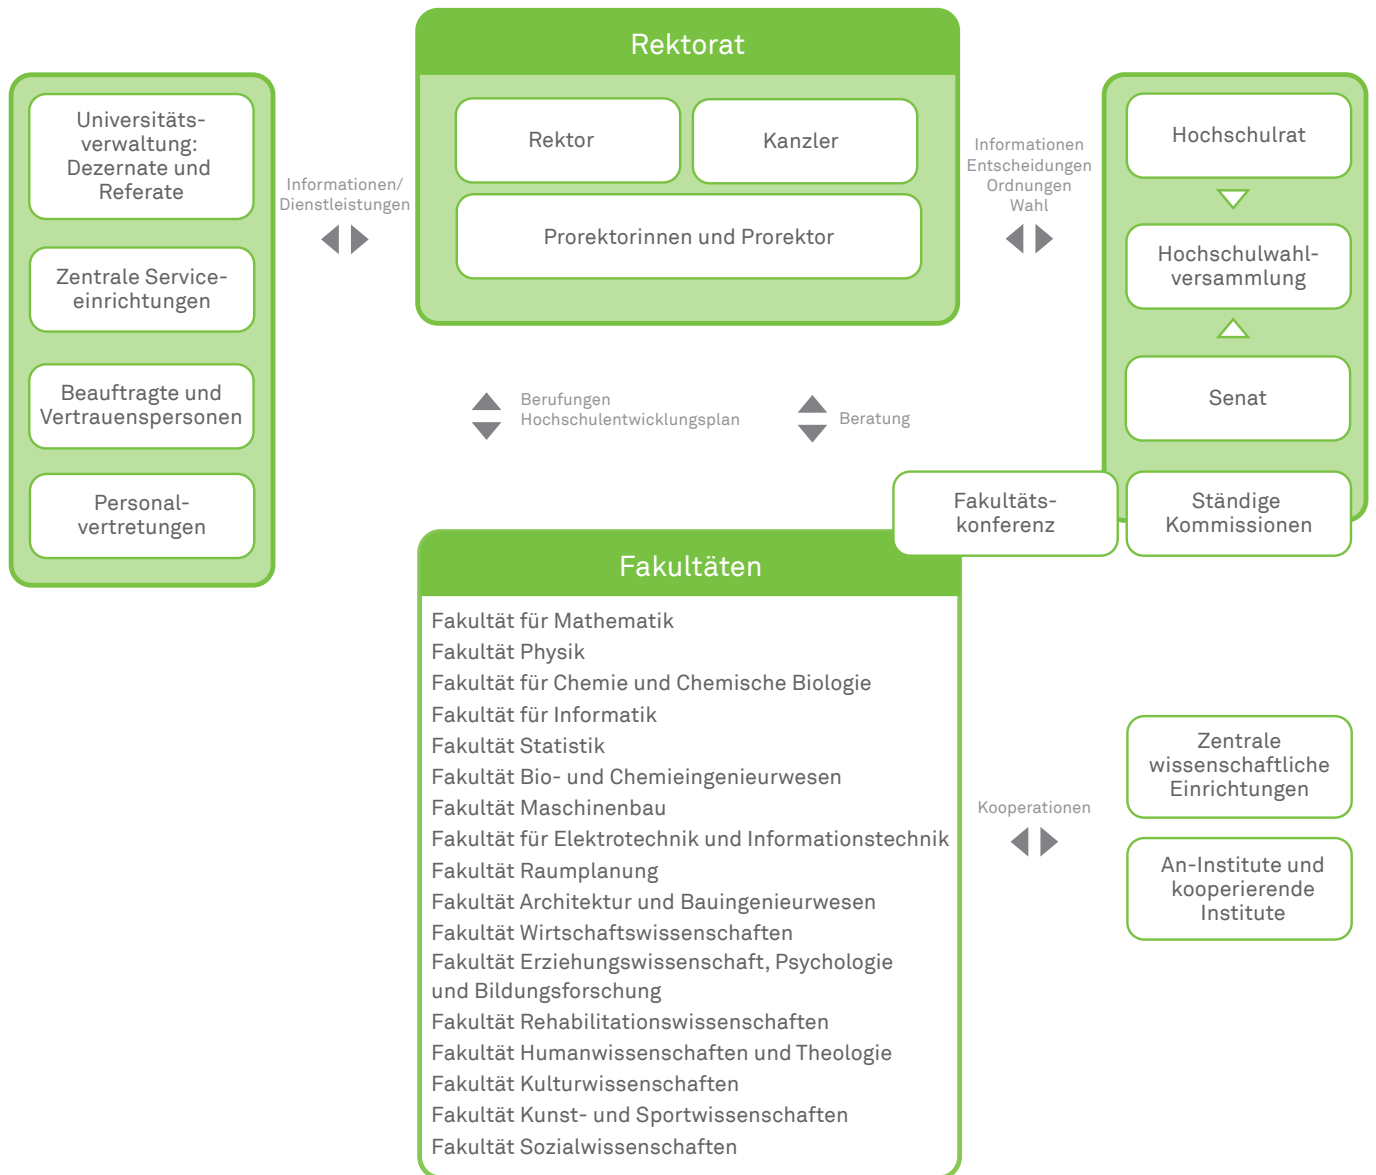 Rektorat
Rektor
Kanzler
Prorektorinnen und Prorektor
Universitäts-
verwaltung:
Dezernate und
Referate
Zentrale Service-
einrichtungen
Beauftragte und
Vertrauenspersonen
Personal-
vertretungen
Informationen/
Dienstleistungen
Informationen
Entscheidungen
Ordnungen
Wahl
Hochschulrat
Hochschulwahl-
versammlung
Senat
Ständige
Kommissionen
Fakultäts-
konferenz
Berufungen
Hochschulentwicklungsplan
Beratung
Fakultäten
Fakultät für Mathematik
Fakultät Physik
Fakultät für Chemie und Chemische Biologie
Fakultät für Informatik
Fakultät Statistik
Fakultät Bio- und Chemieingenieurwesen
Fakultät Maschinenbau
Fakultät für Elektrotechnik und Informationstechnik
Fakultät Raumplanung
Fakultät Architektur und Bauingenieurwesen
Fakultät Wirtschaftswissenschaften
Fakultät Erziehungswissenschaft, Psychologie
und Bildungsforschung
Fakultät Rehabilitationswissenschaften
Fakultät Humanwissenschaften und Theologie
Fakultät Kulturwissenschaften
Fakultät Kunst- und Sportwissenschaften
Fakultät Sozialwissenschaften
Kooperationen
Zentrale
wissenschaftliche
Einrichtungen
An-Institute und
kooperierende
Institute